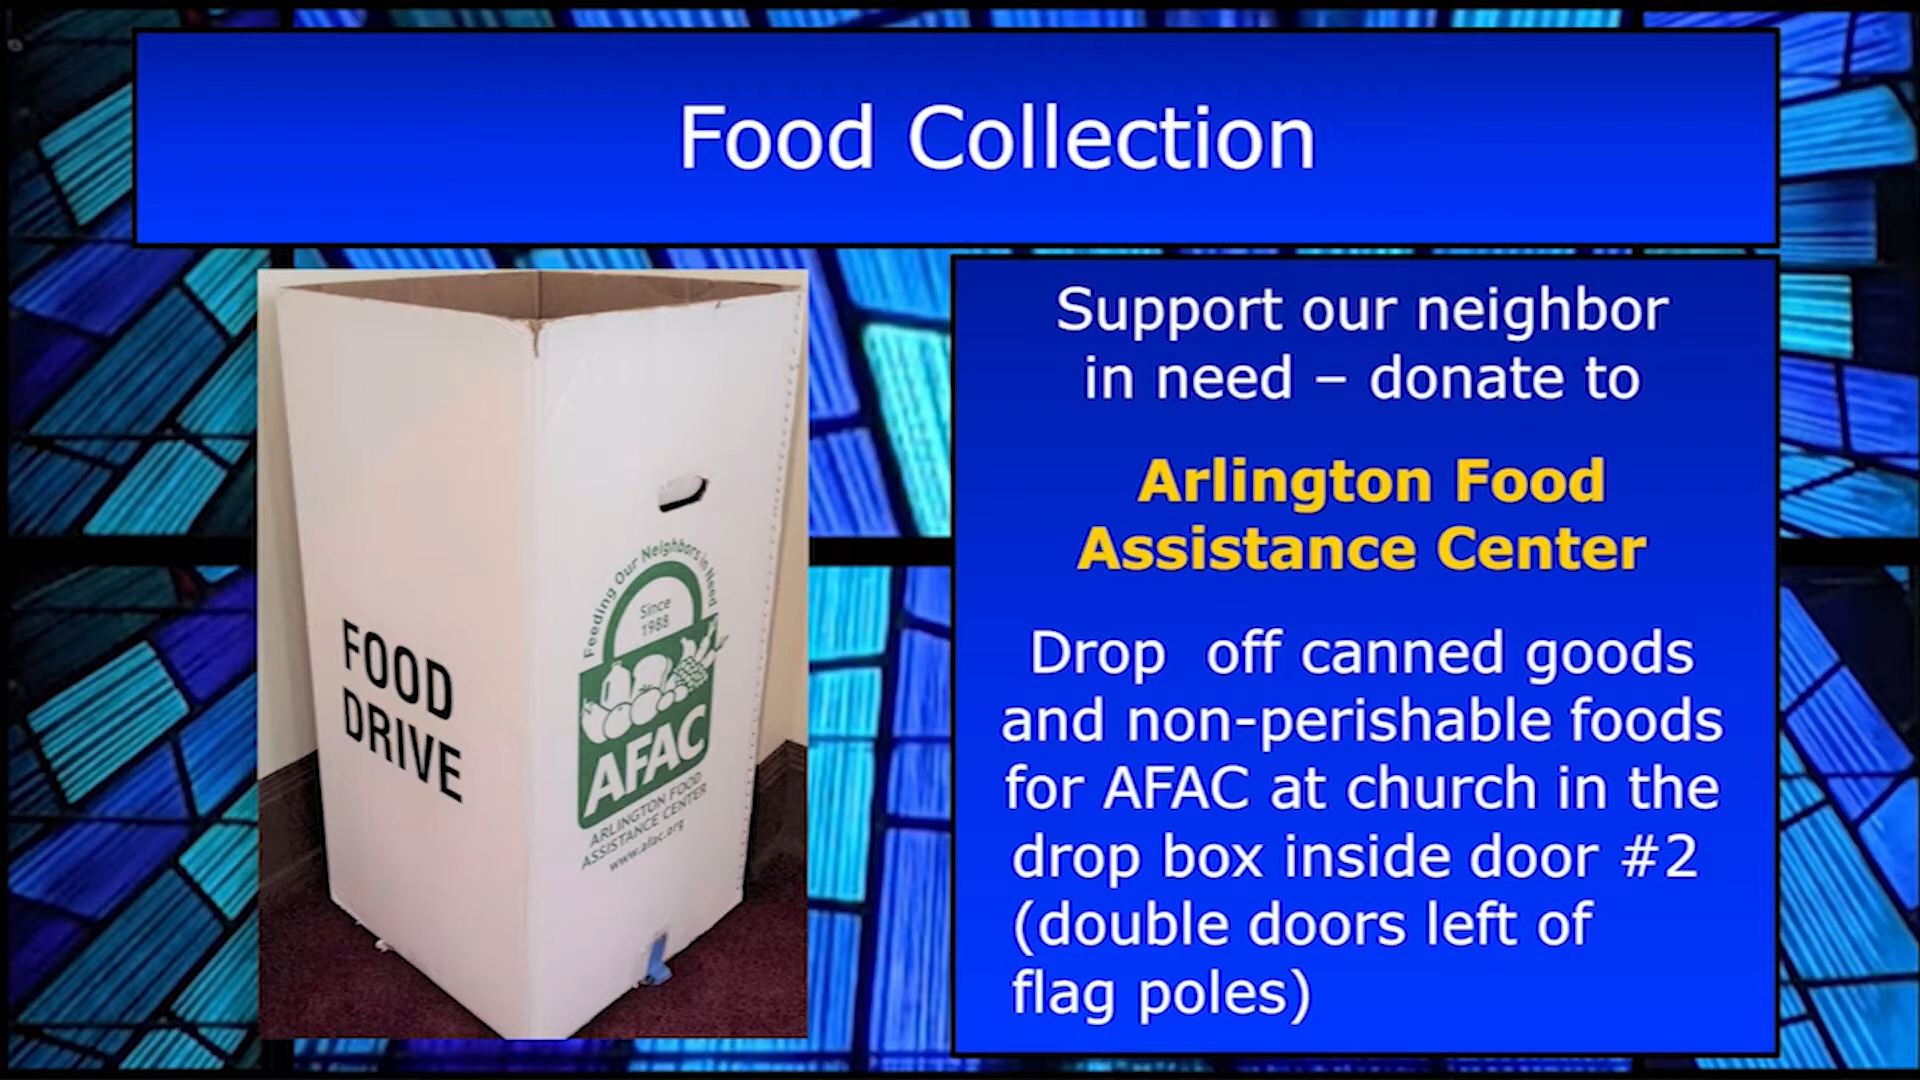 Food Collection
Support our neighbor
in need – donate to
Arlington Food
Assistance Center
Drop  off canned goods
and non-perishable foods
for AFAC at church in the
drop box inside door #2
(double doors left of
flag poles)
FOOD
DRIVE
Feeding Our Neighbors in Need
Since
1988
AFAC
ARLINGTON FOOD
ASSISTANCE CENTER
www.afac.org